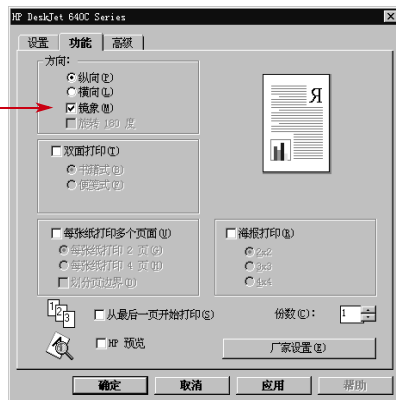 HP DeskJet 640C Series
设置 功能 高级
方向:
纵向(P)
横向(L)
镜象(M)
旋转 180 度
双面打印(T)
书籍式(B)
便笺式(F)
每张纸打印多个页面(U)
每张纸打印 2 页(G)
每张纸打印 4 页(H)
划分页边界(D)
海报打印(R)
2x2
3x3
4x4
Я
1 2 3
从最后一页开始打印(S)
份数(C): 1
HP 预览
厂家设置(E)
确定 取消 应用 帮助